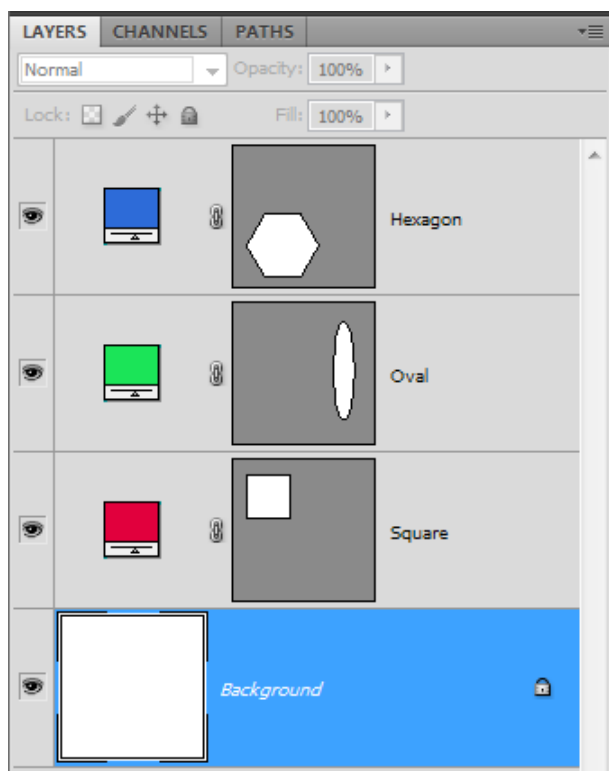 LAYERS CHANNELS PATHS
Normal Opacity: 100%
Lock: Fill: 100%
Hexagon
Oval
Square
Background